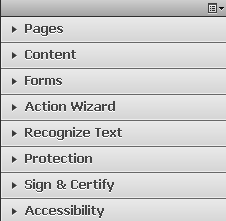 Pages
Content
Forms
Action Wizard
Recognize Text
Protection
Sign & Certify
Accessibility